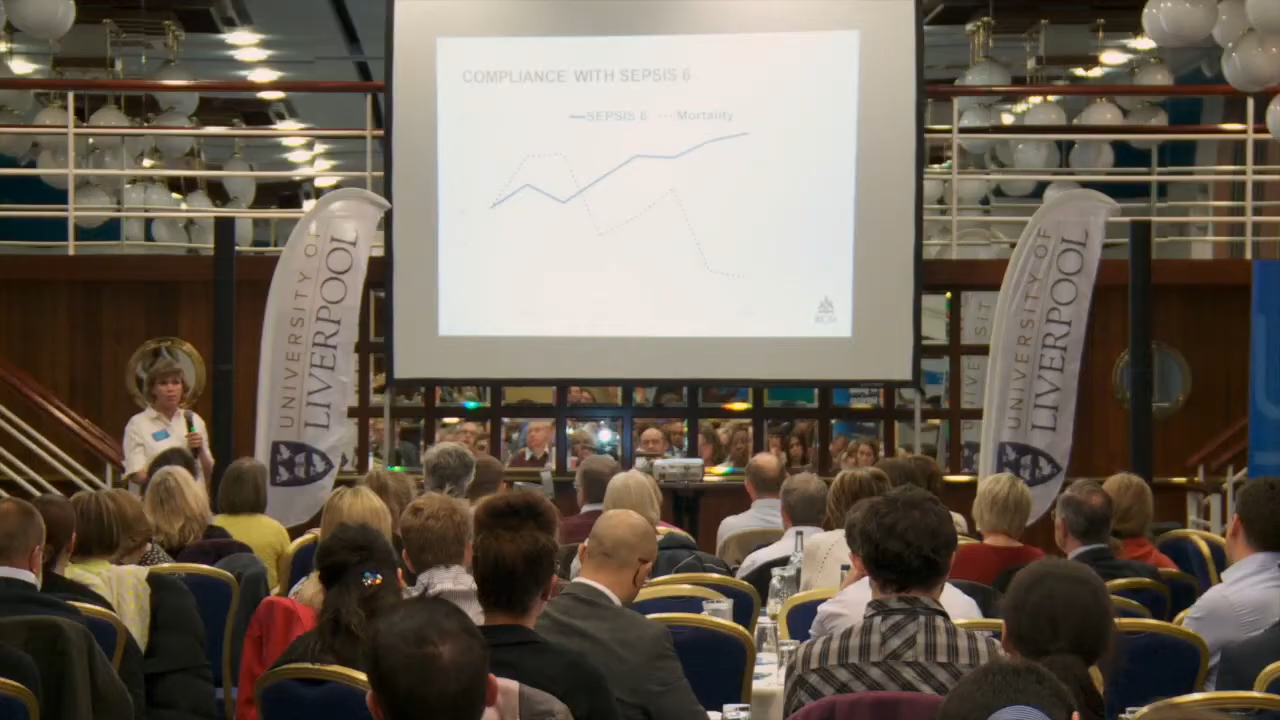 COMPLIANCE WITH SEPSIS 6
SEPSIS 6 Mortality
UNIVERSITY OF
LIVERPOOL
UNIVERSITY OF
LIVERPOOL